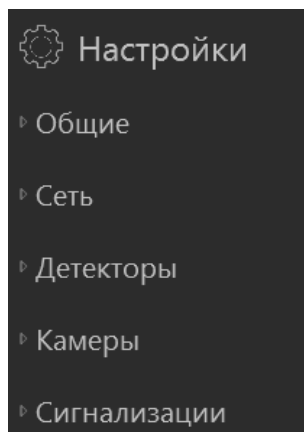 Настройки
Общие
Сеть
Детекторы
Камеры
Сигнализации